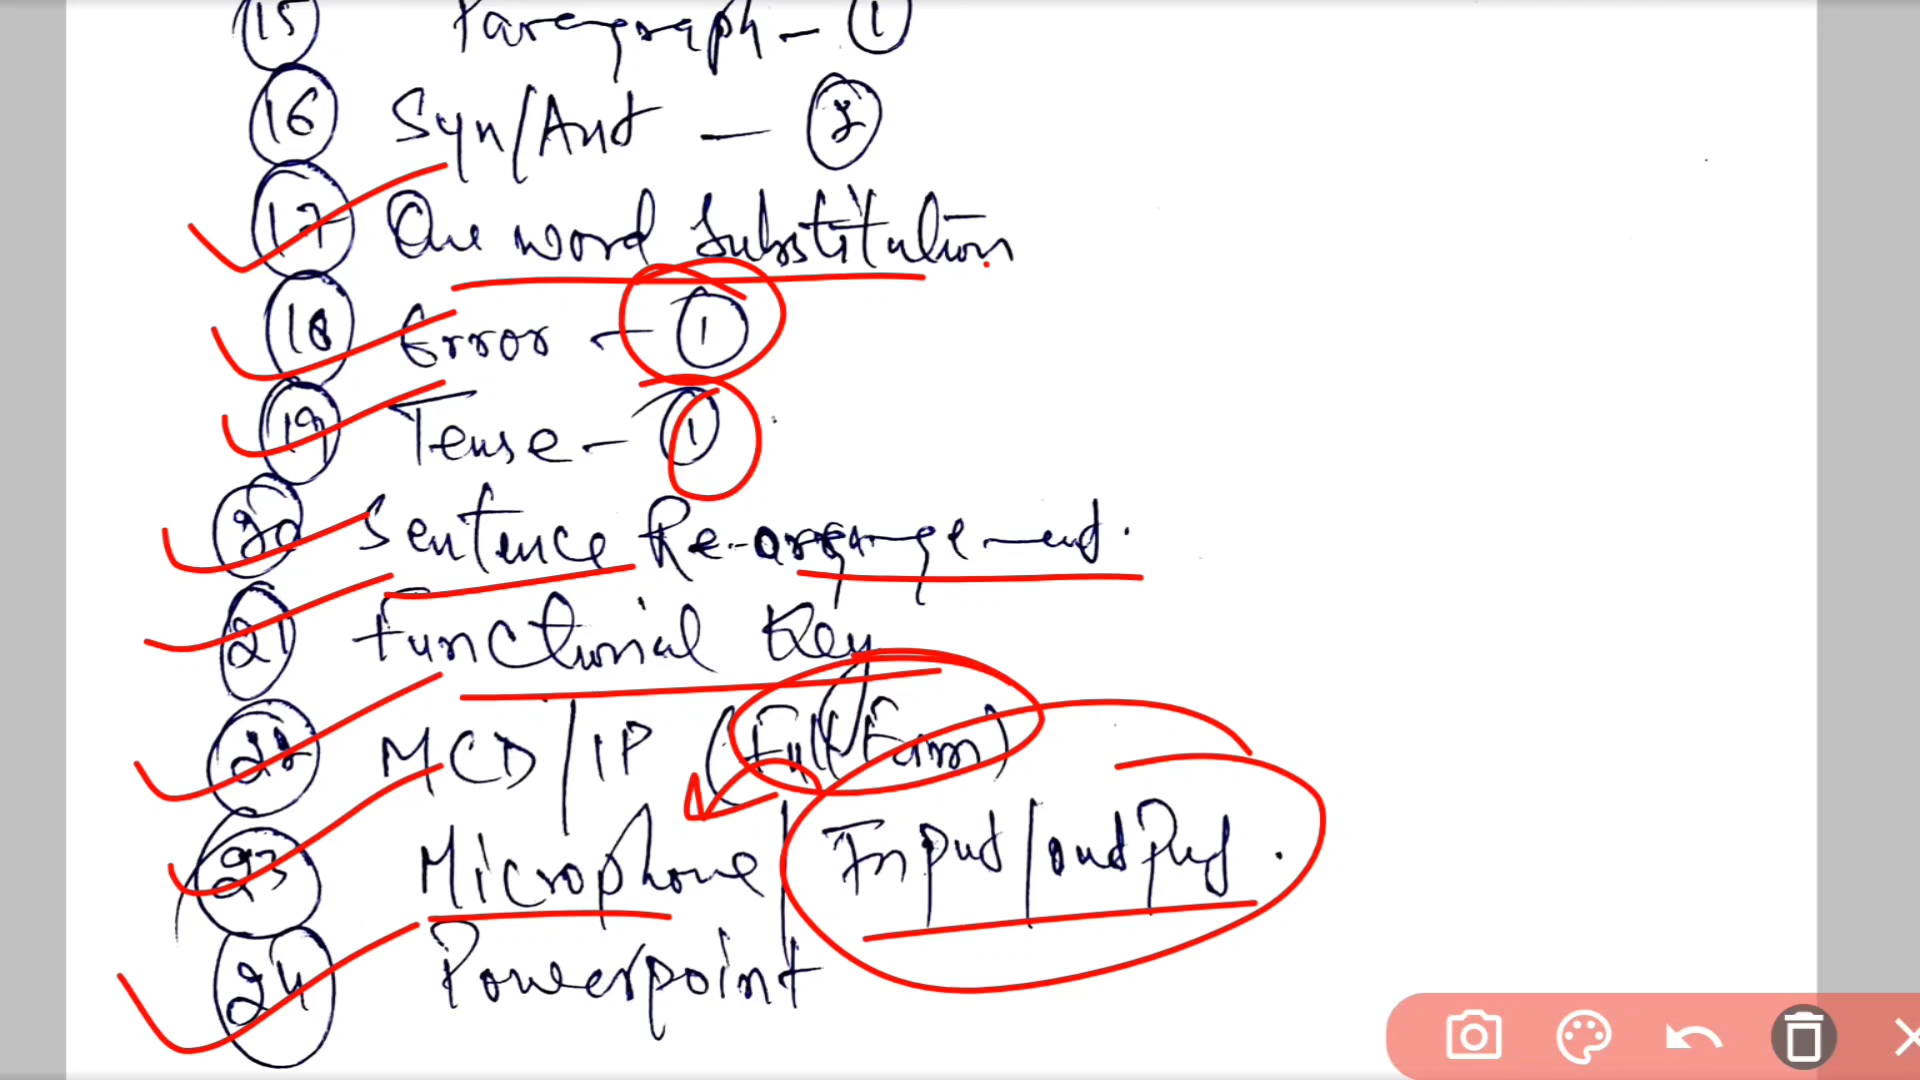 (15) Paragraph - (1)
(16) Syn/Ant - (2)
(17) One word Substitution
(18) Error - (1)
(19) Tense - (1)
(20) Sentence Re-arrangement.
(21) Functional Key
(22) MCD/IP (Full Form)
(23) Microphone / Input/output.
(24) Powerpoint